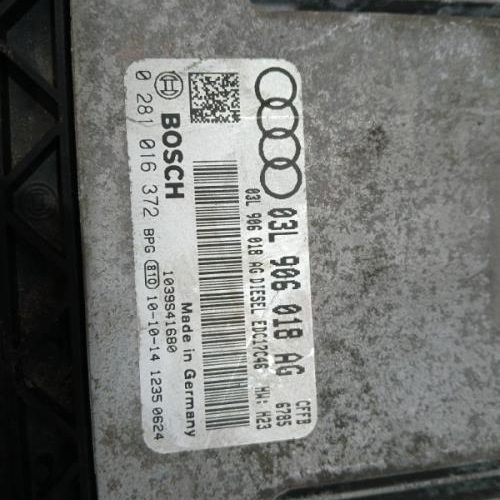 03L 906 018 AG
CFFB
6785
03L 906 018 AG DIESEL EDC17C46 HW: H23
Made in Germany
1039S41680
BOSCH
0 281 016 372 BPG 81D 10-10-14 1235 0624